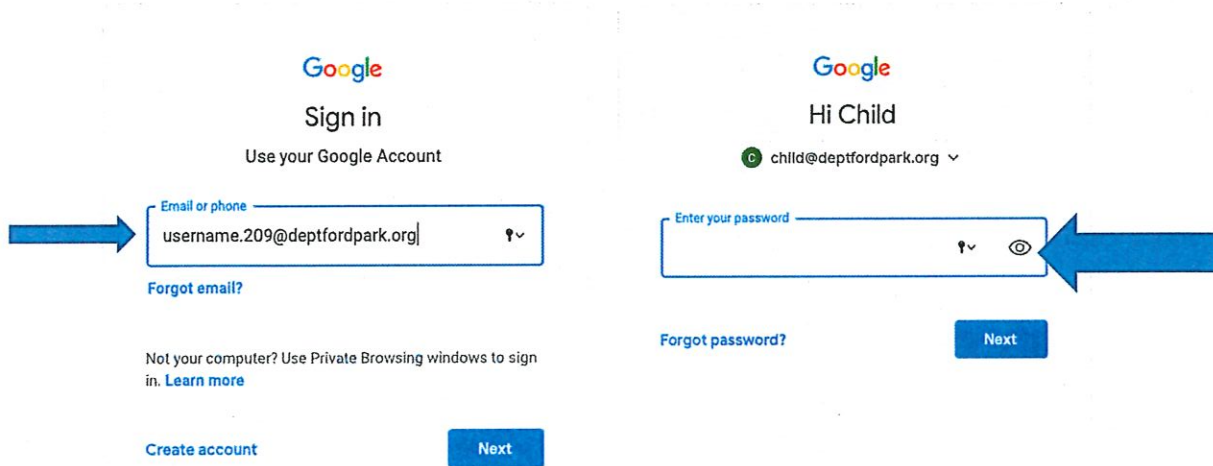 Google
Sign in
Use your Google Account
Email or phone
username.209@deptfordpark.org
Forgot email?
Not your computer? Use Private Browsing windows to sign
in. Learn more
Create account
Next
Google
Hi Child
C
child@deptfordpark.org
Enter your password
Forgot password?
Next